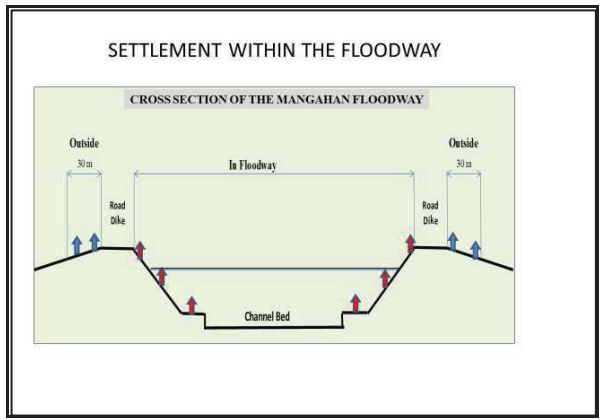 SETTLEMENT WITHIN THE FLOODWAY
CROSS SECTION OF THE MANGAHAN FLOODWAY
Outside
30 m
In Floodway
Outside
30 m
Road
Dike
Road
Dike
Channel Bed